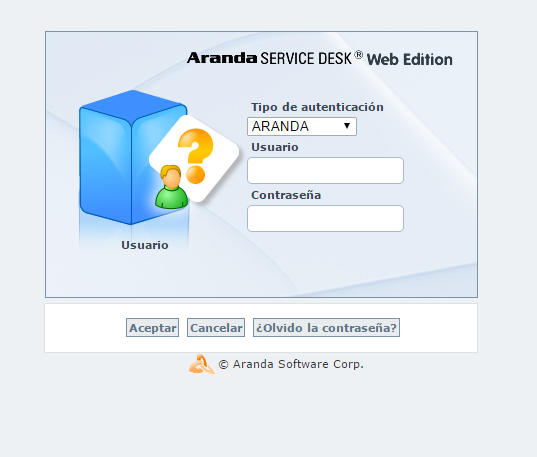 Aranda SERVICE DESK® Web Edition
Tipo de autenticación
ARANDA
Usuario
Contraseña
Usuario
Aceptar Cancelar ¿Olvido la contraseña?
© Aranda Software Corp.